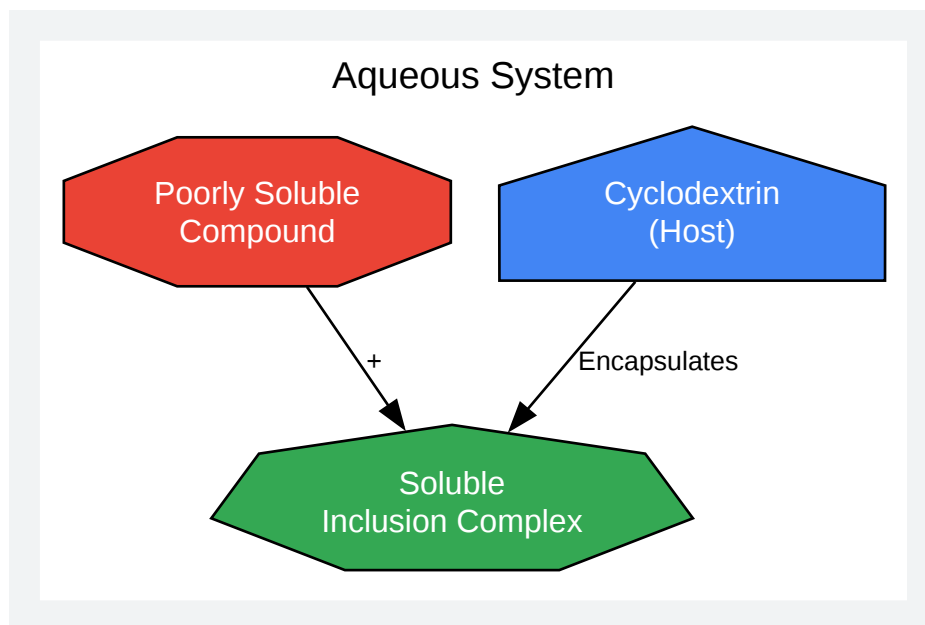 Aqueous System
Poorly Soluble
Compound
Cyclodextrin
(Host)
+
Encapsulates
Soluble
Inclusion Complex